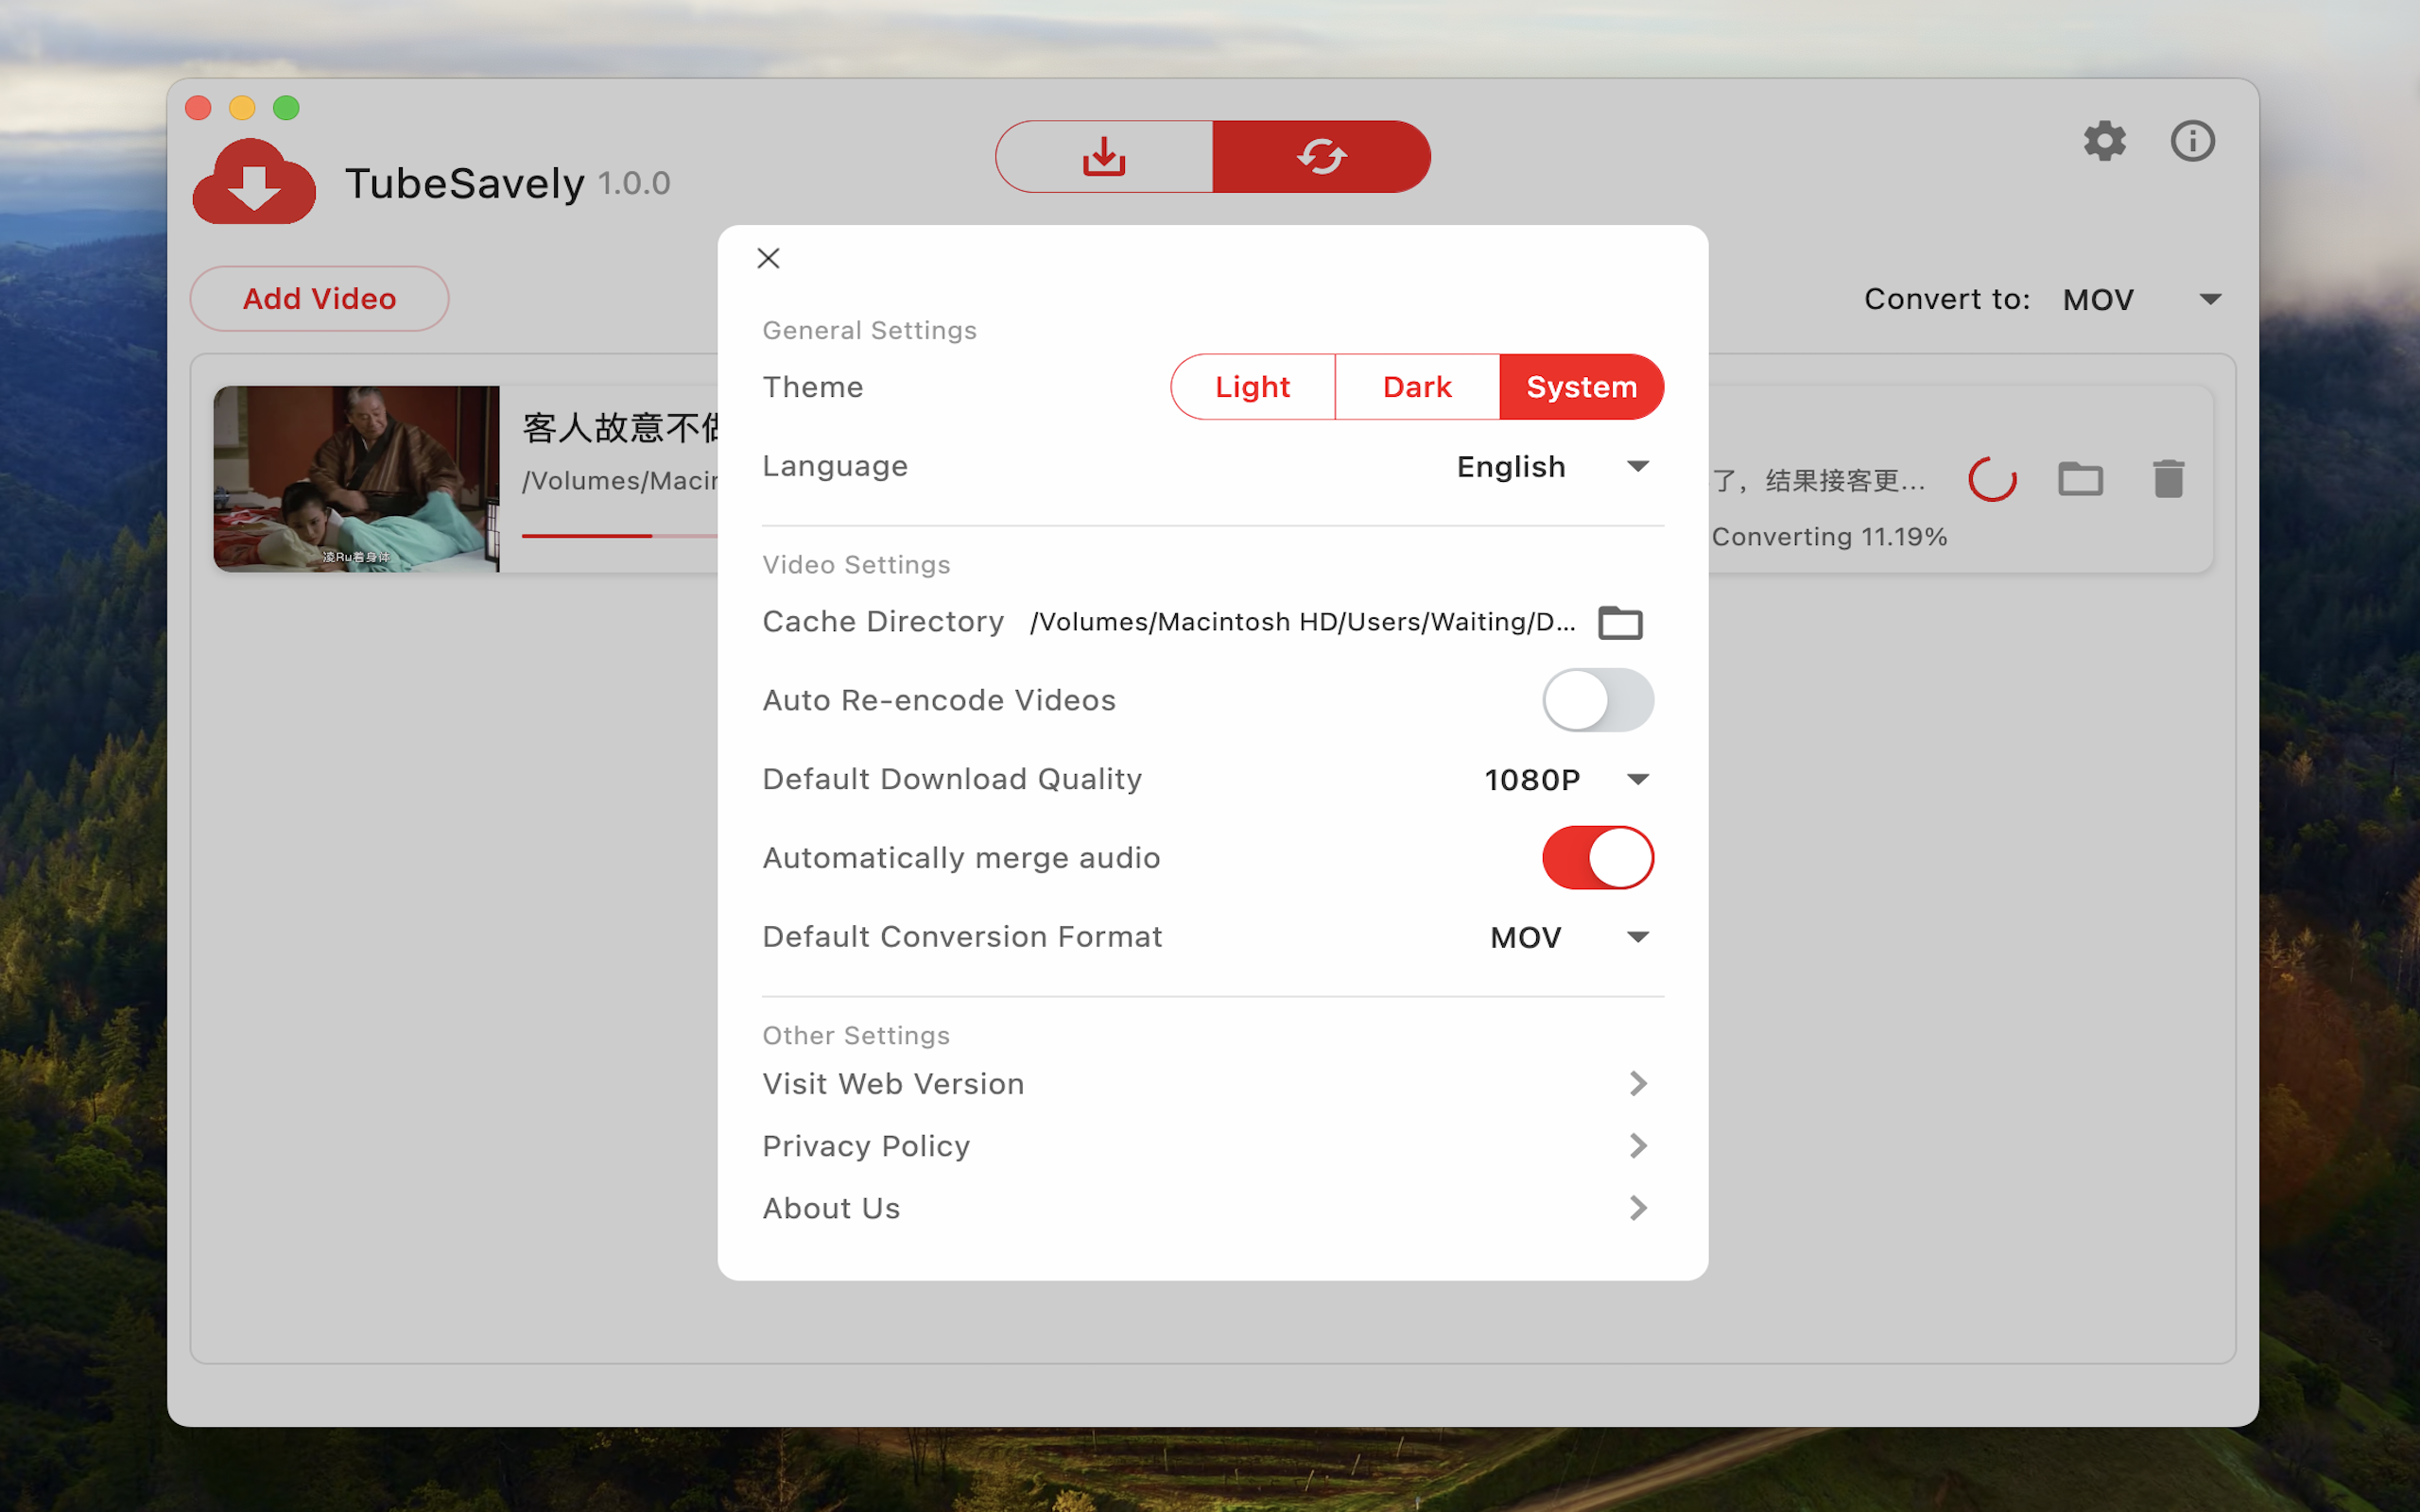 TubeSavely 1.0.0
Add Video
Convert to: MOV
客人故意不
/Volumes/Macin
了，结果接客更...
Converting 11.19%
凌Ru着身体
General Settings
Theme
Light
Dark
System
Language
English
Video Settings
Cache Directory
/Volumes/Macintosh HD/Users/Waiting/D...
Auto Re-encode Videos
Default Download Quality
1080P
Automatically merge audio
Default Conversion Format
MOV
Other Settings
Visit Web Version
Privacy Policy
About Us